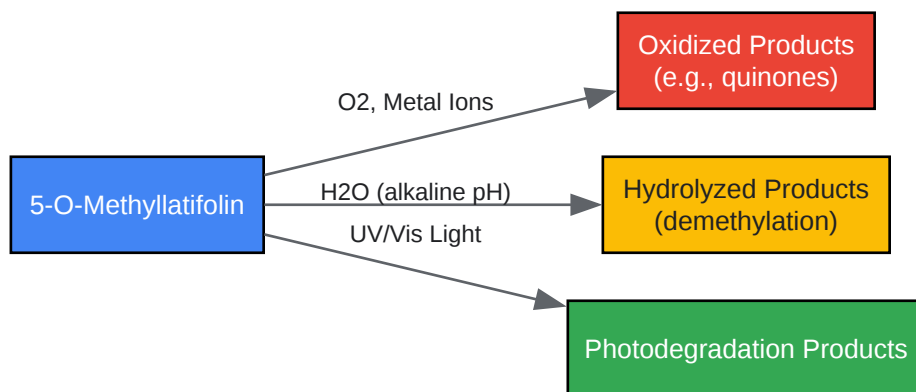 Oxidized Products
(e.g., quinones)
O2, Metal Ions
5-O-Methyllatifolin
H2O (alkaline pH)
Hydrolyzed Products
(demethylation)
UV/Vis Light
Photodegradation Products